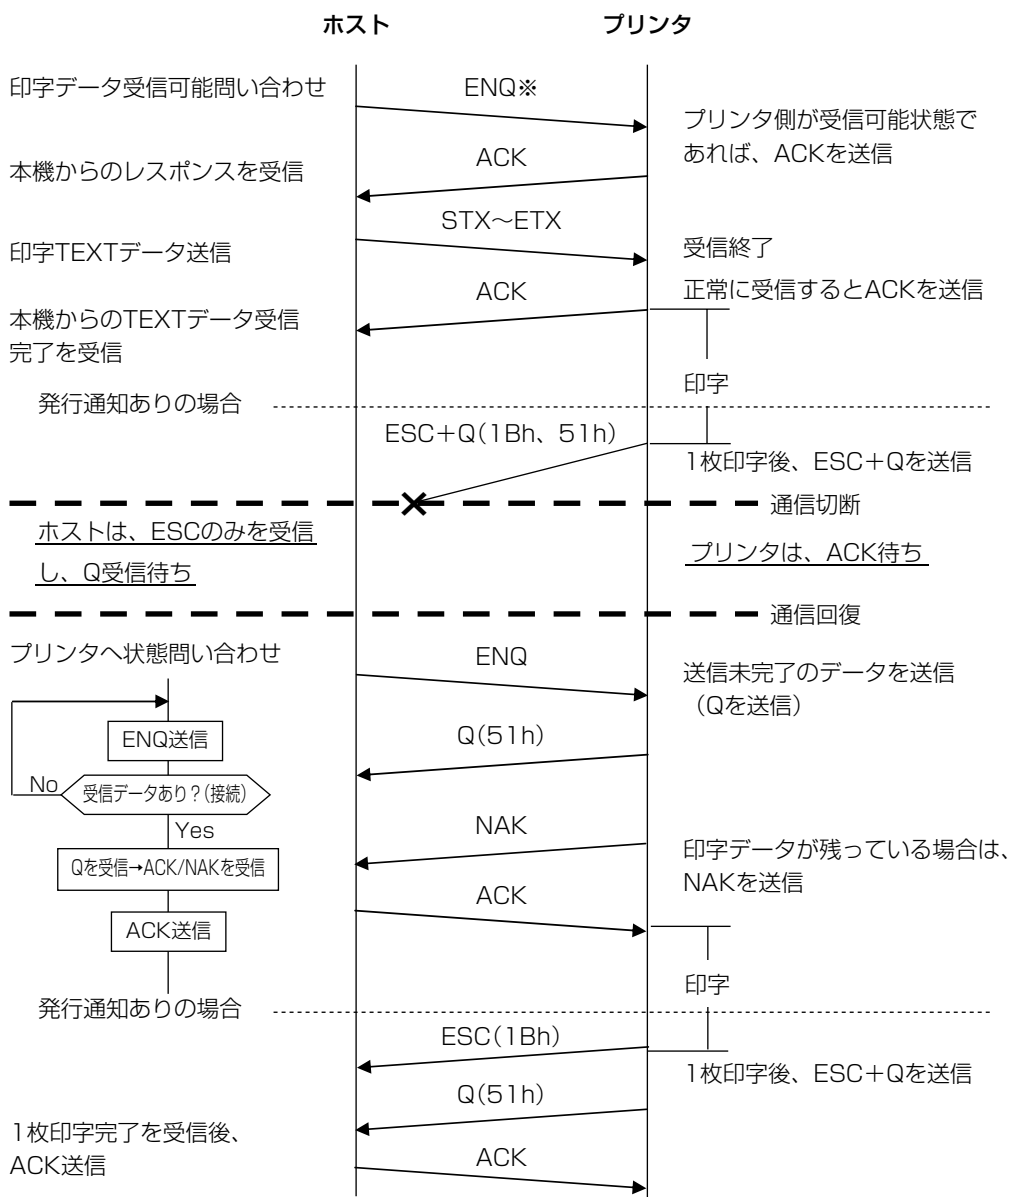 ホスト
プリンタ
印字データ受信可能問い合わせ
ENQ※
プリンタ側が受信可能状態で
あれば、ACKを送信
ACK
本機からのレスポンスを受信
STX～ETX
印字TEXTデータ送信
受信終了
正常に受信するとACKを送信
ACK
本機からのTEXTデータ受信
完了を受信
印字
発行通知ありの場合
ESC＋Q(1Bh、51h)
1枚印字後、ESC＋Qを送信
通信切断
ホストは、ESCのみを受信
し、Q受信待ち
プリンタは、ACK待ち
通信回復
プリンタへ状態問い合わせ
ENQ
送信未完了のデータを送信
（Qを送信）
ENQ送信
Q(51h)
No
受信データあり？(接続)
Yes
NAK
Qを受信→ACK/NAKを受信
印字データが残っている場合は、
NAKを送信
ACK
ACK送信
印字
発行通知ありの場合
ESC(1Bh)
1枚印字後、ESC＋Qを送信
Q(51h)
1枚印字完了を受信後、
ACK送信
ACK